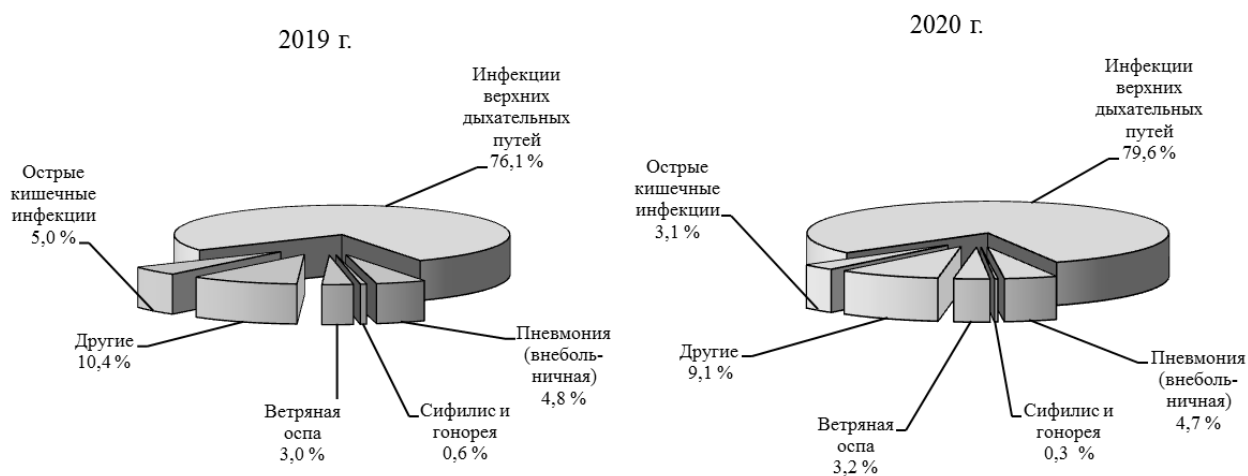 2019 г.
Инфекции
верхних
дыхательных
путей
76,1 %
Острые
кишечные
инфекции
5,0 %
Другие
10,4 %
Ветряная
оспа
3,0 %
Сифилис и
гонорея
0,6 %
Пневмония
(внеболь-
ничная)
4,8 %
2020 г.
Инфекции
верхних
дыхательных
путей
79,6 %
Острые
кишечные
инфекции
3,1 %
Другие
9,1 %
Ветряная
оспа
3,2 %
Сифилис и
гонорея
0,3 %
Пневмония
(внеболь-
ничная)
4,7 %